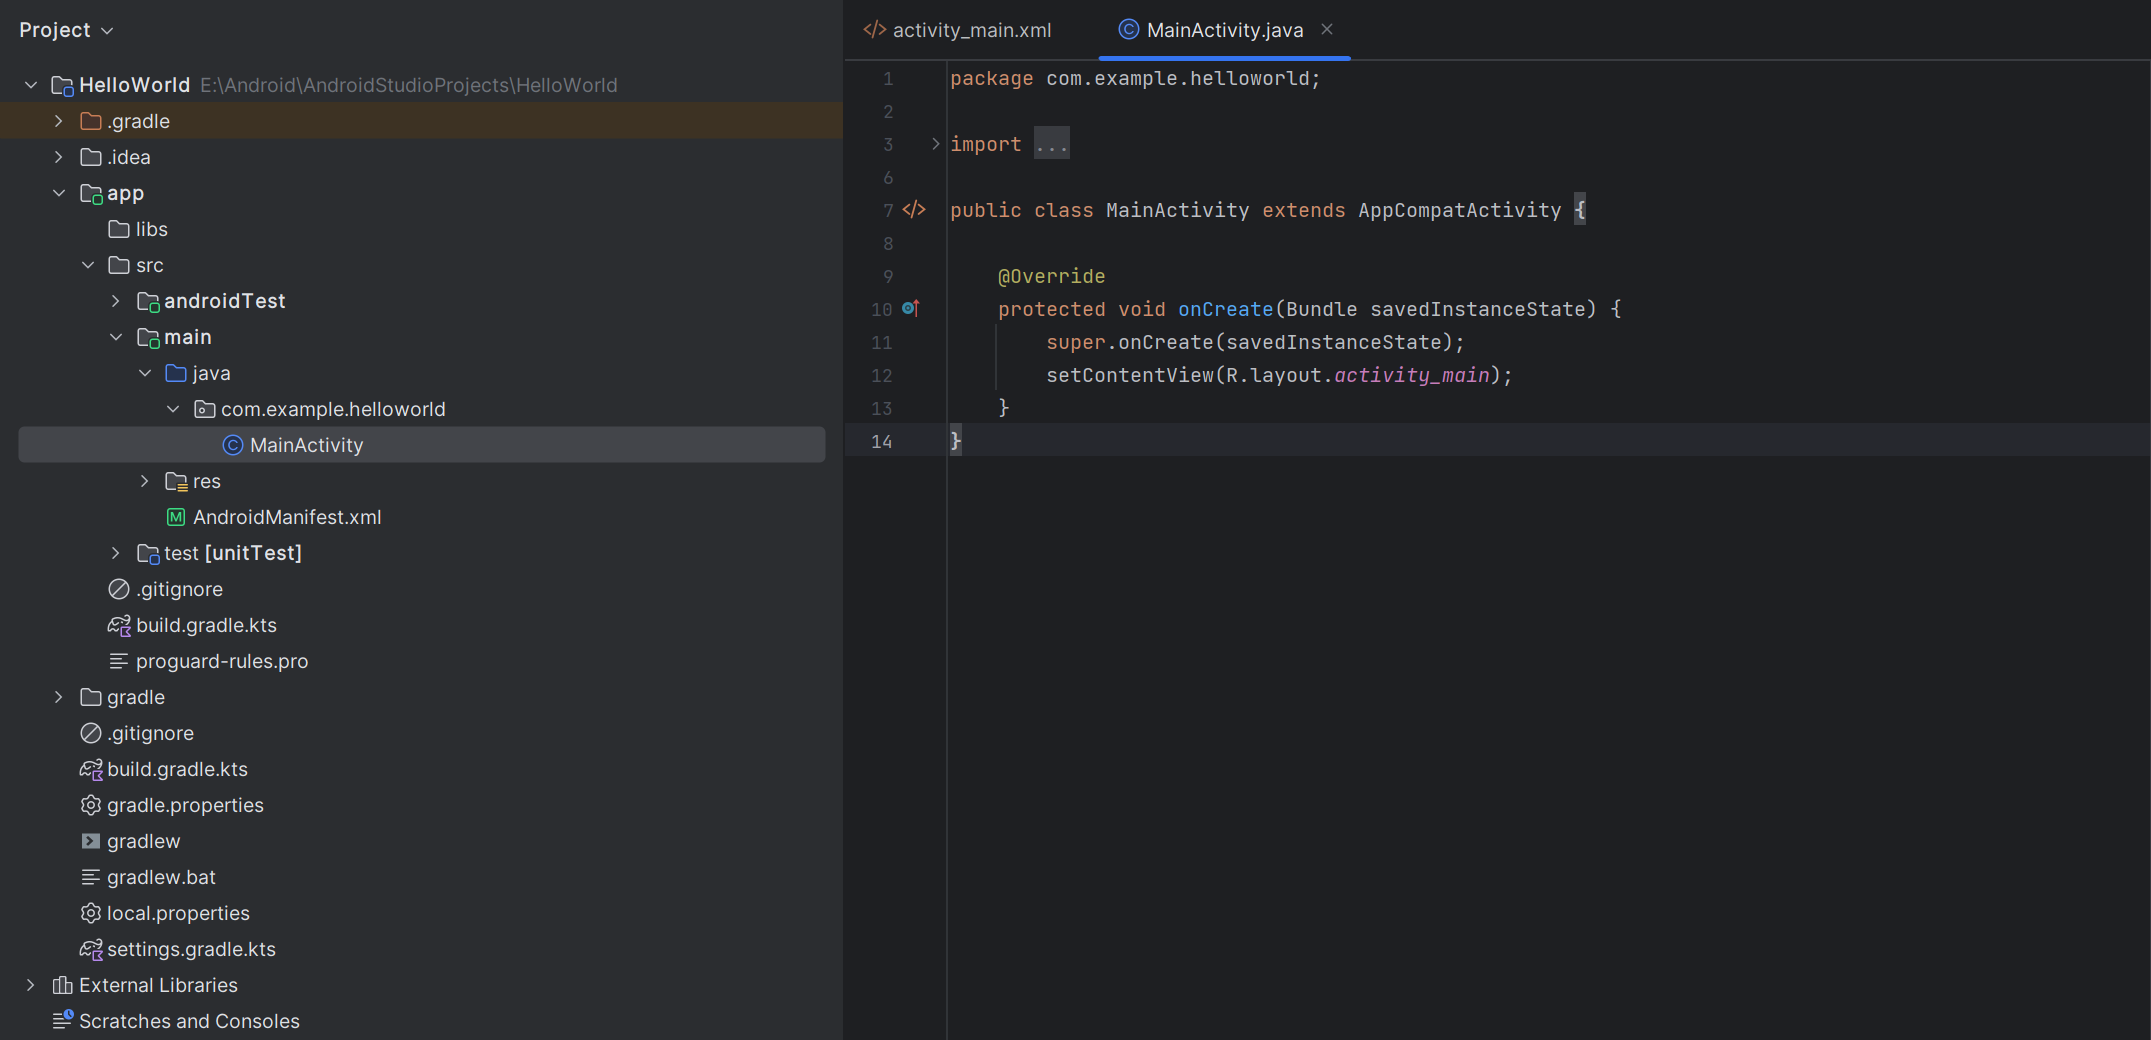 Project
HelloWorld E:\Android\AndroidStudioProjects\HelloWorld
.gradle
.idea
app
libs
src
androidTest
main
java
com.example.helloworld
MainActivity
res
AndroidManifest.xml
test [unitTest]
.gitignore
build.gradle.kts
proguard-rules.pro
gradle
.gitignore
build.gradle.kts
gradle.properties
gradlew
gradlew.bat
local.properties
settings.gradle.kts
External Libraries
Scratches and Consoles
activity_main.xml MainActivity.java
1 package com.example.helloworld;
2
3 import ...
6
7 public class MainActivity extends AppCompatActivity {
8
9 @Override
10 protected void onCreate(Bundle savedInstanceState) {
11 super.onCreate(savedInstanceState);
12 setContentView(R.layout.activity_main);
13 }
14 }